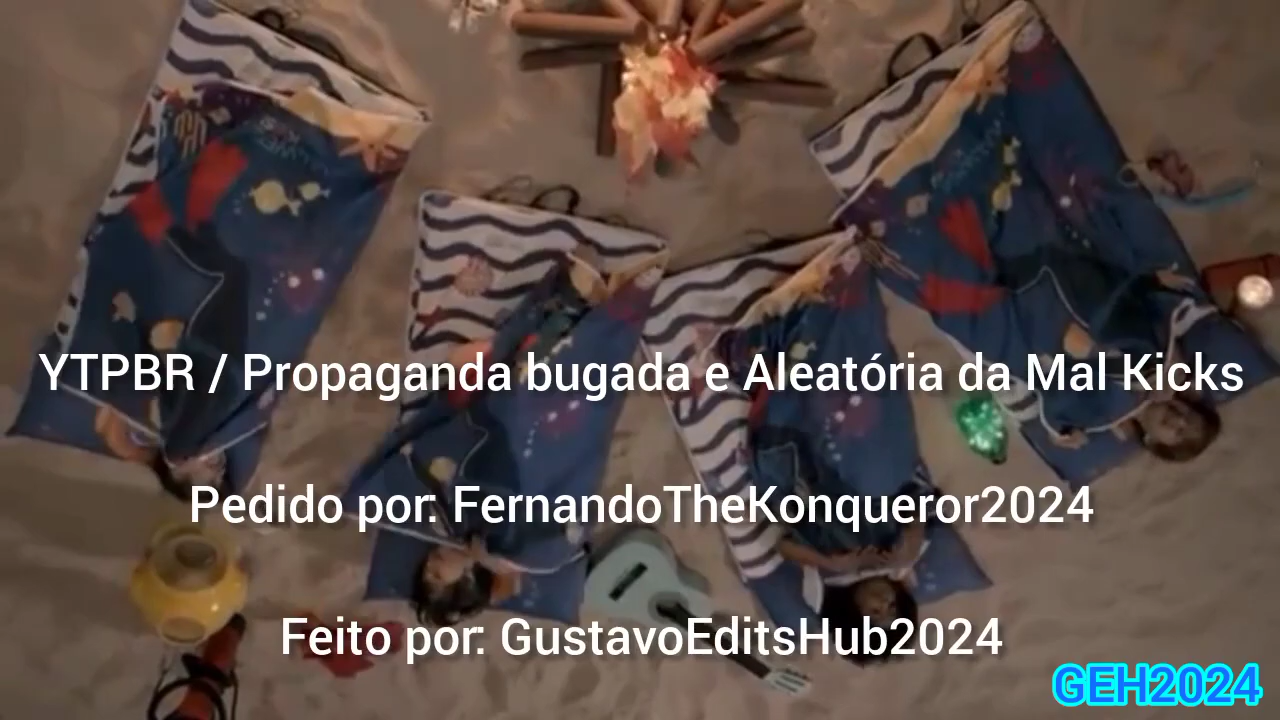 YTPBR / Propaganda bugada e Aleatória da Mal Kicks
Pedido por: FernandoTheKonqueror2024
Feito por: GustavoEditsHub2024
GEH2024